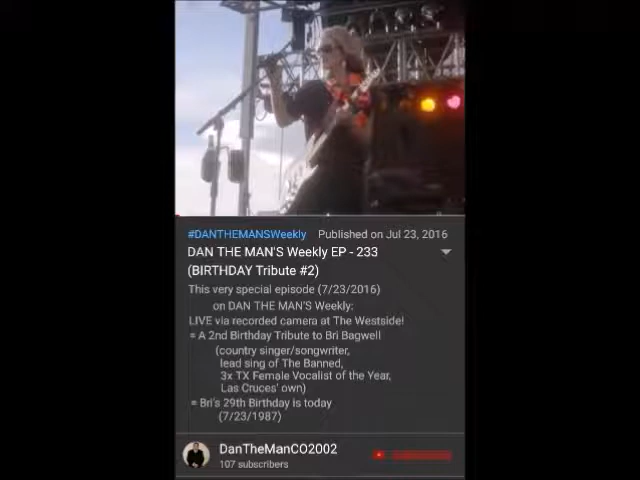 #DANTHEMANSWeekly Published on Jul 23, 2016
DAN THE MAN'S Weekly EP - 233
(BIRTHDAY Tribute #2)
This very special episode (7/23/2016)
on DAN THE MAN'S Weekly:
LIVE via recorded camera at The Westside!
= A 2nd Birthday Tribute to Bri Bagwell
(country singer/songwriter,
lead sing of The Banned,
3x TX Female Vocalist of the Year,
Las Cruces' own)
= Bri's 29th Birthday is today
(7/23/1987)
DanTheManCO2002
107 subscribers